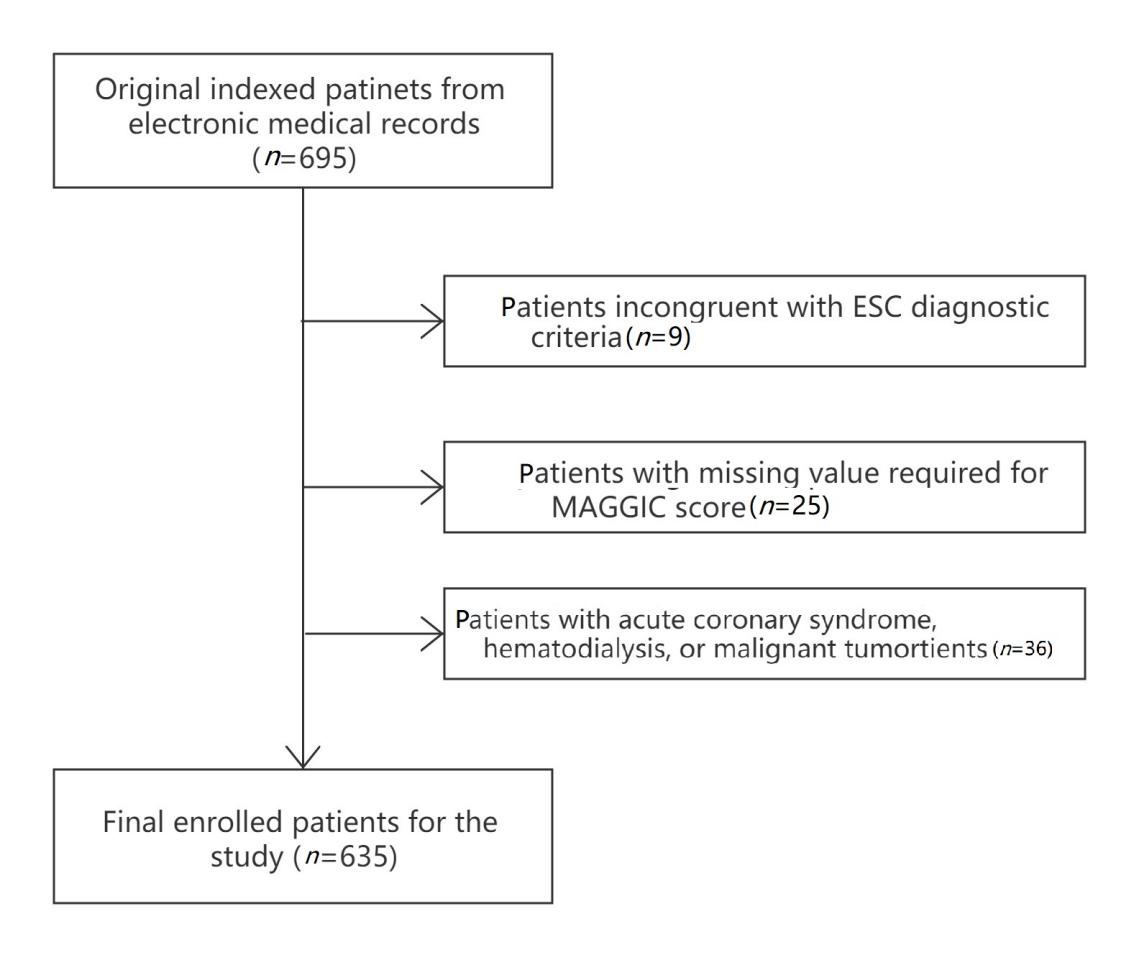 Original indexed patinets from
electronic medical records
(n=695)
Patients incongruent with ESC diagnostic
criteria(n=9)
Patients with missing value required for
MAGGIC score(n=25)
Patients with acute coronary syndrome,
hematodialysis, or malignant tumortients(n=36)
Final enrolled patients for the
study (n=635)